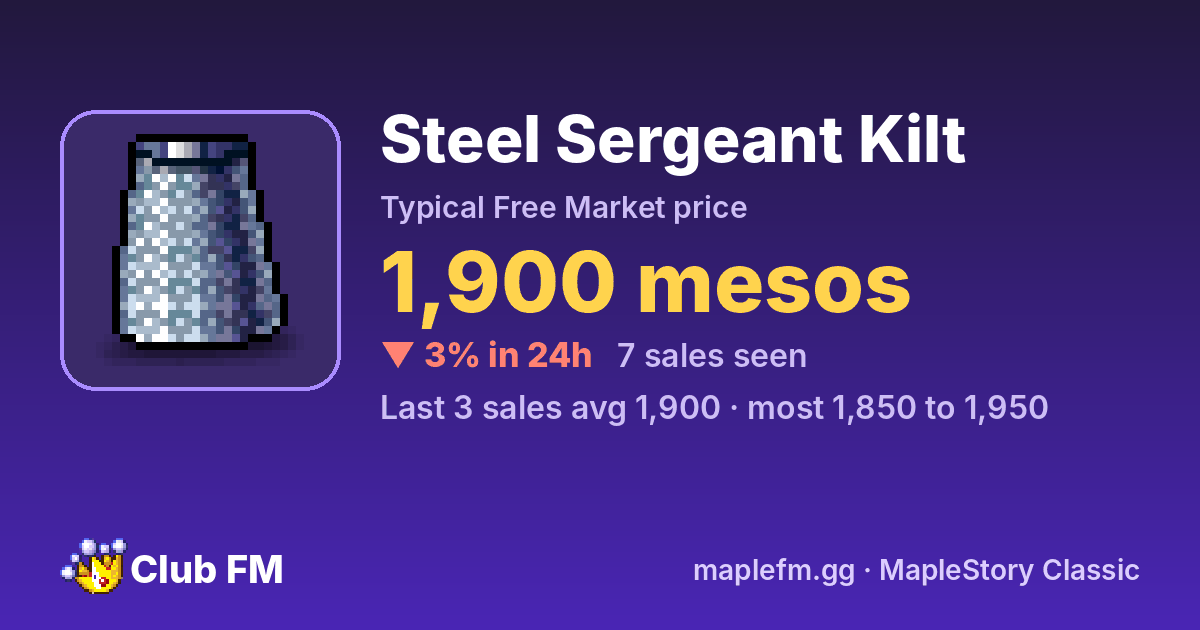 Steel Sergeant Kilt
Typical Free Market price
1,900 mesos
▼ 3% in 24h 7 sales seen
Last 3 sales avg 1,900 · most 1,850 to 1,950
Club FM
maplefm.gg · MapleStory Classic